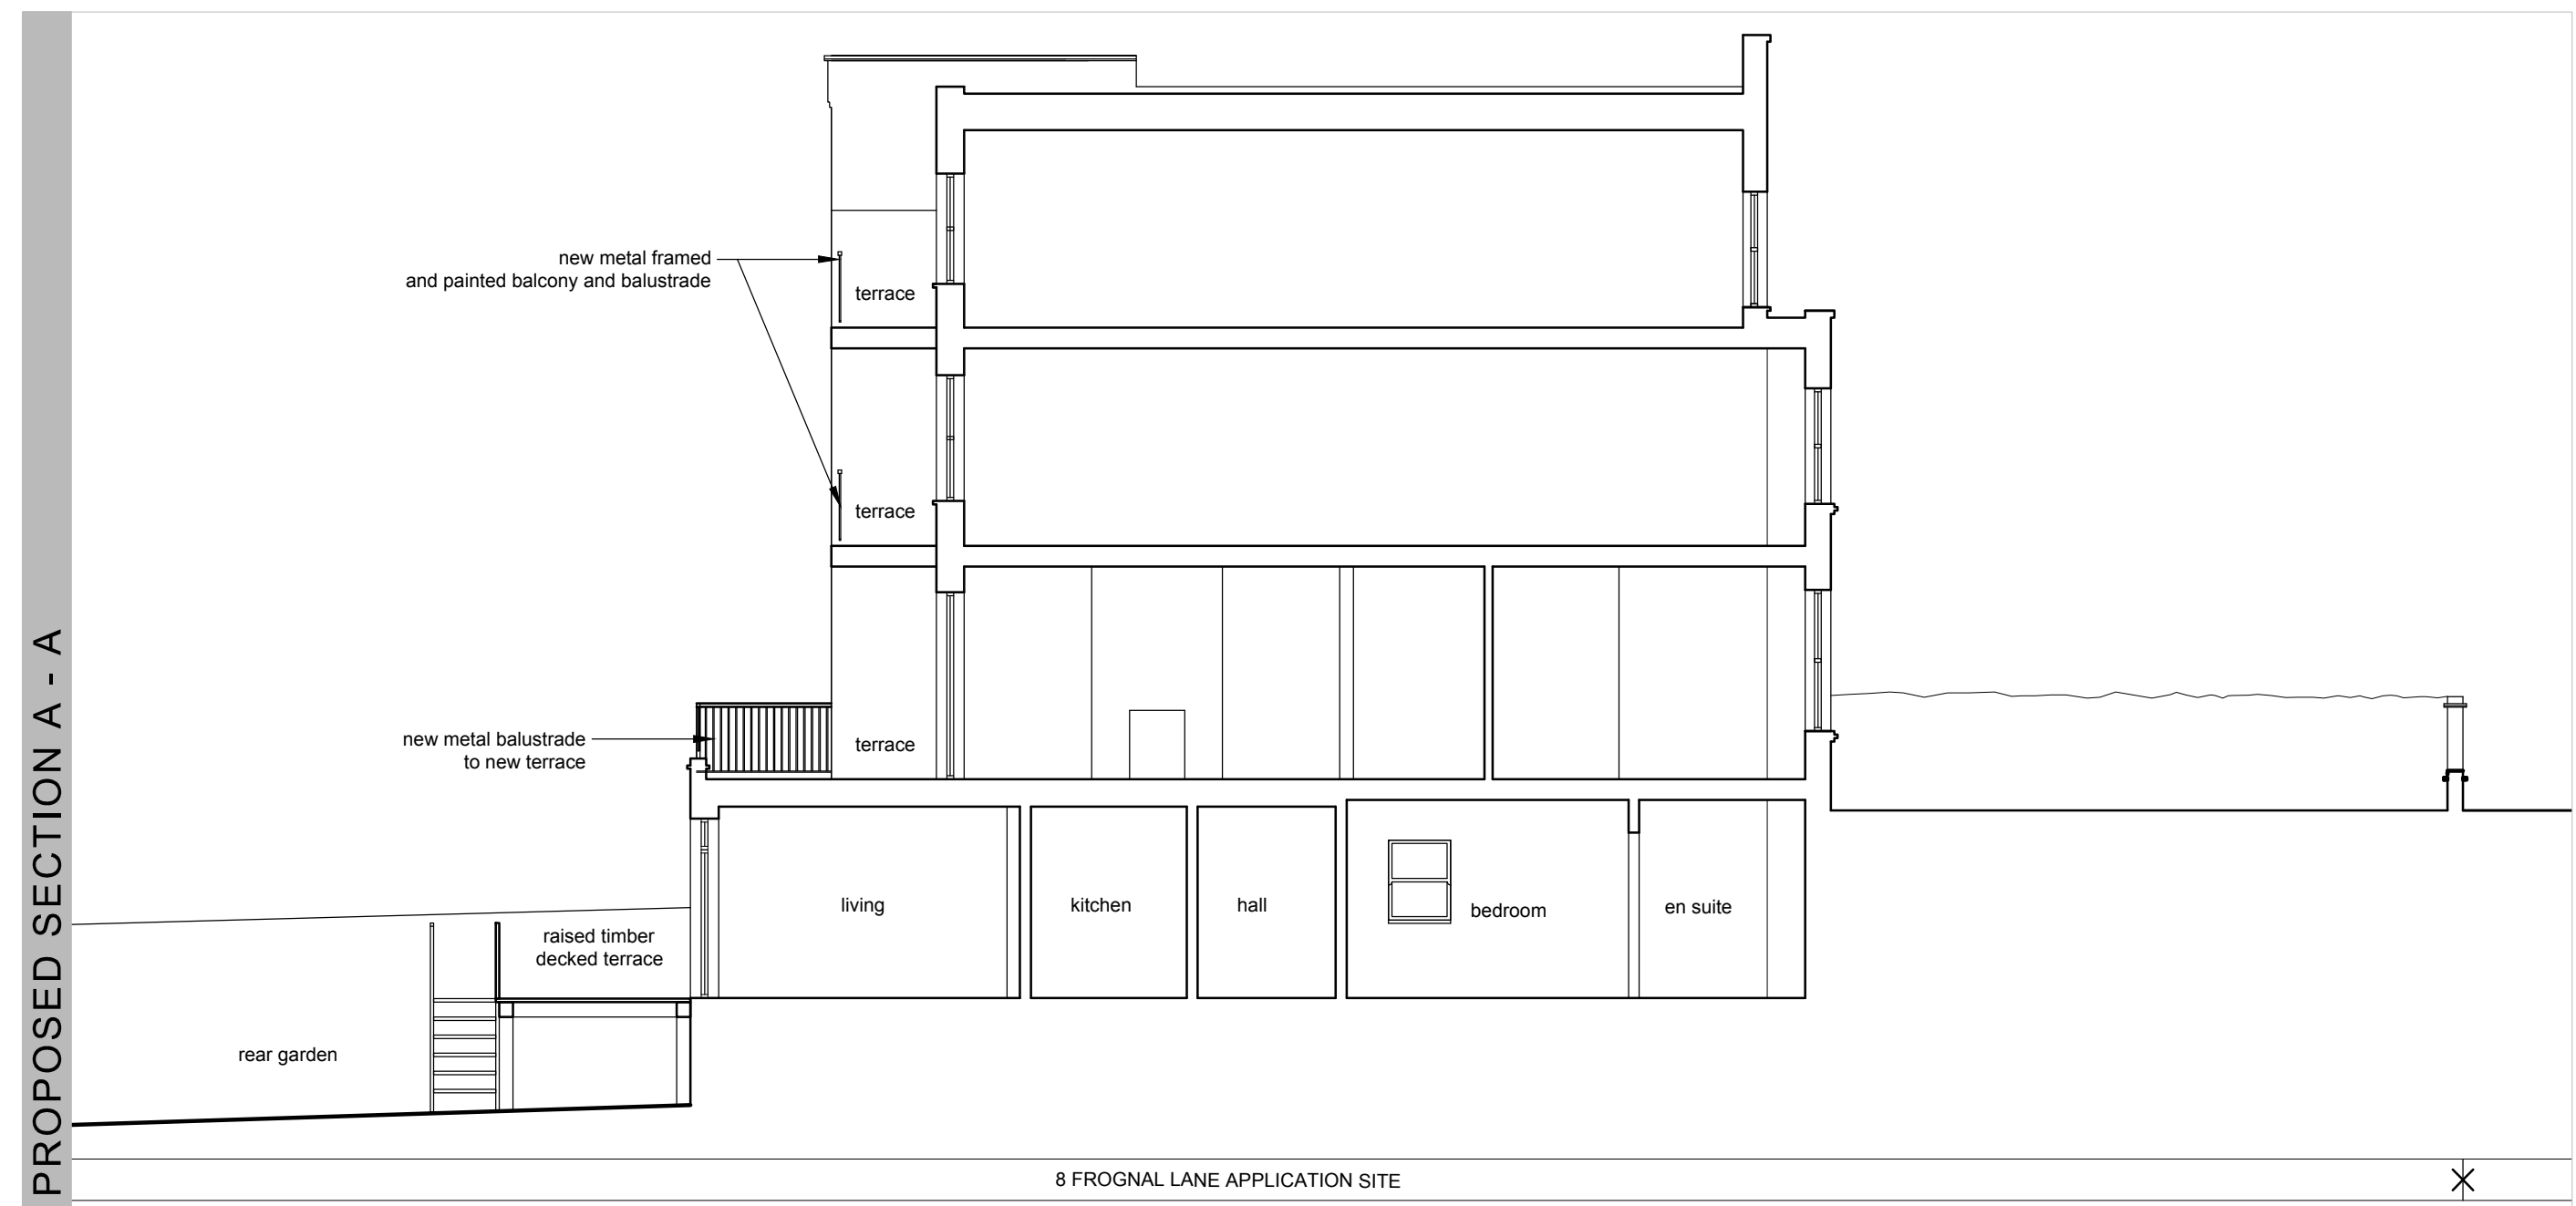 PROPOSED SECTION A - A
new metal framed
and painted balcony and balustrade
terrace
terrace
new metal balustrade
to new terrace
terrace
living
kitchen
hall
bedroom
en suite
raised timber
decked terrace
rear garden
8 FROGNAL LANE APPLICATION SITE